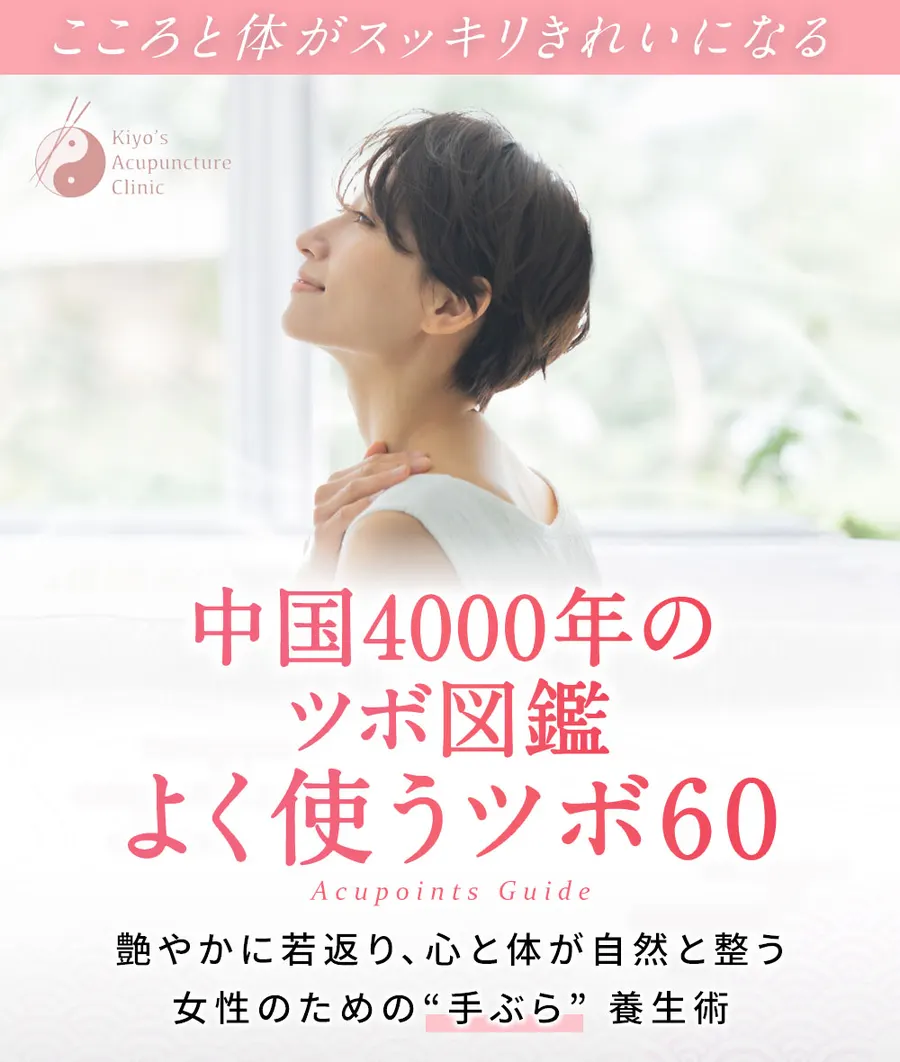 こころと体がスッキリきれいになる
Kiyo's
Acupuncture
Clinic
中国4000年の
ツボ図鑑
よく使うツボ60
Acupoints Guide
艶やかに若返り、心と体が自然と整う
女性のための“手ぶら” 養生術